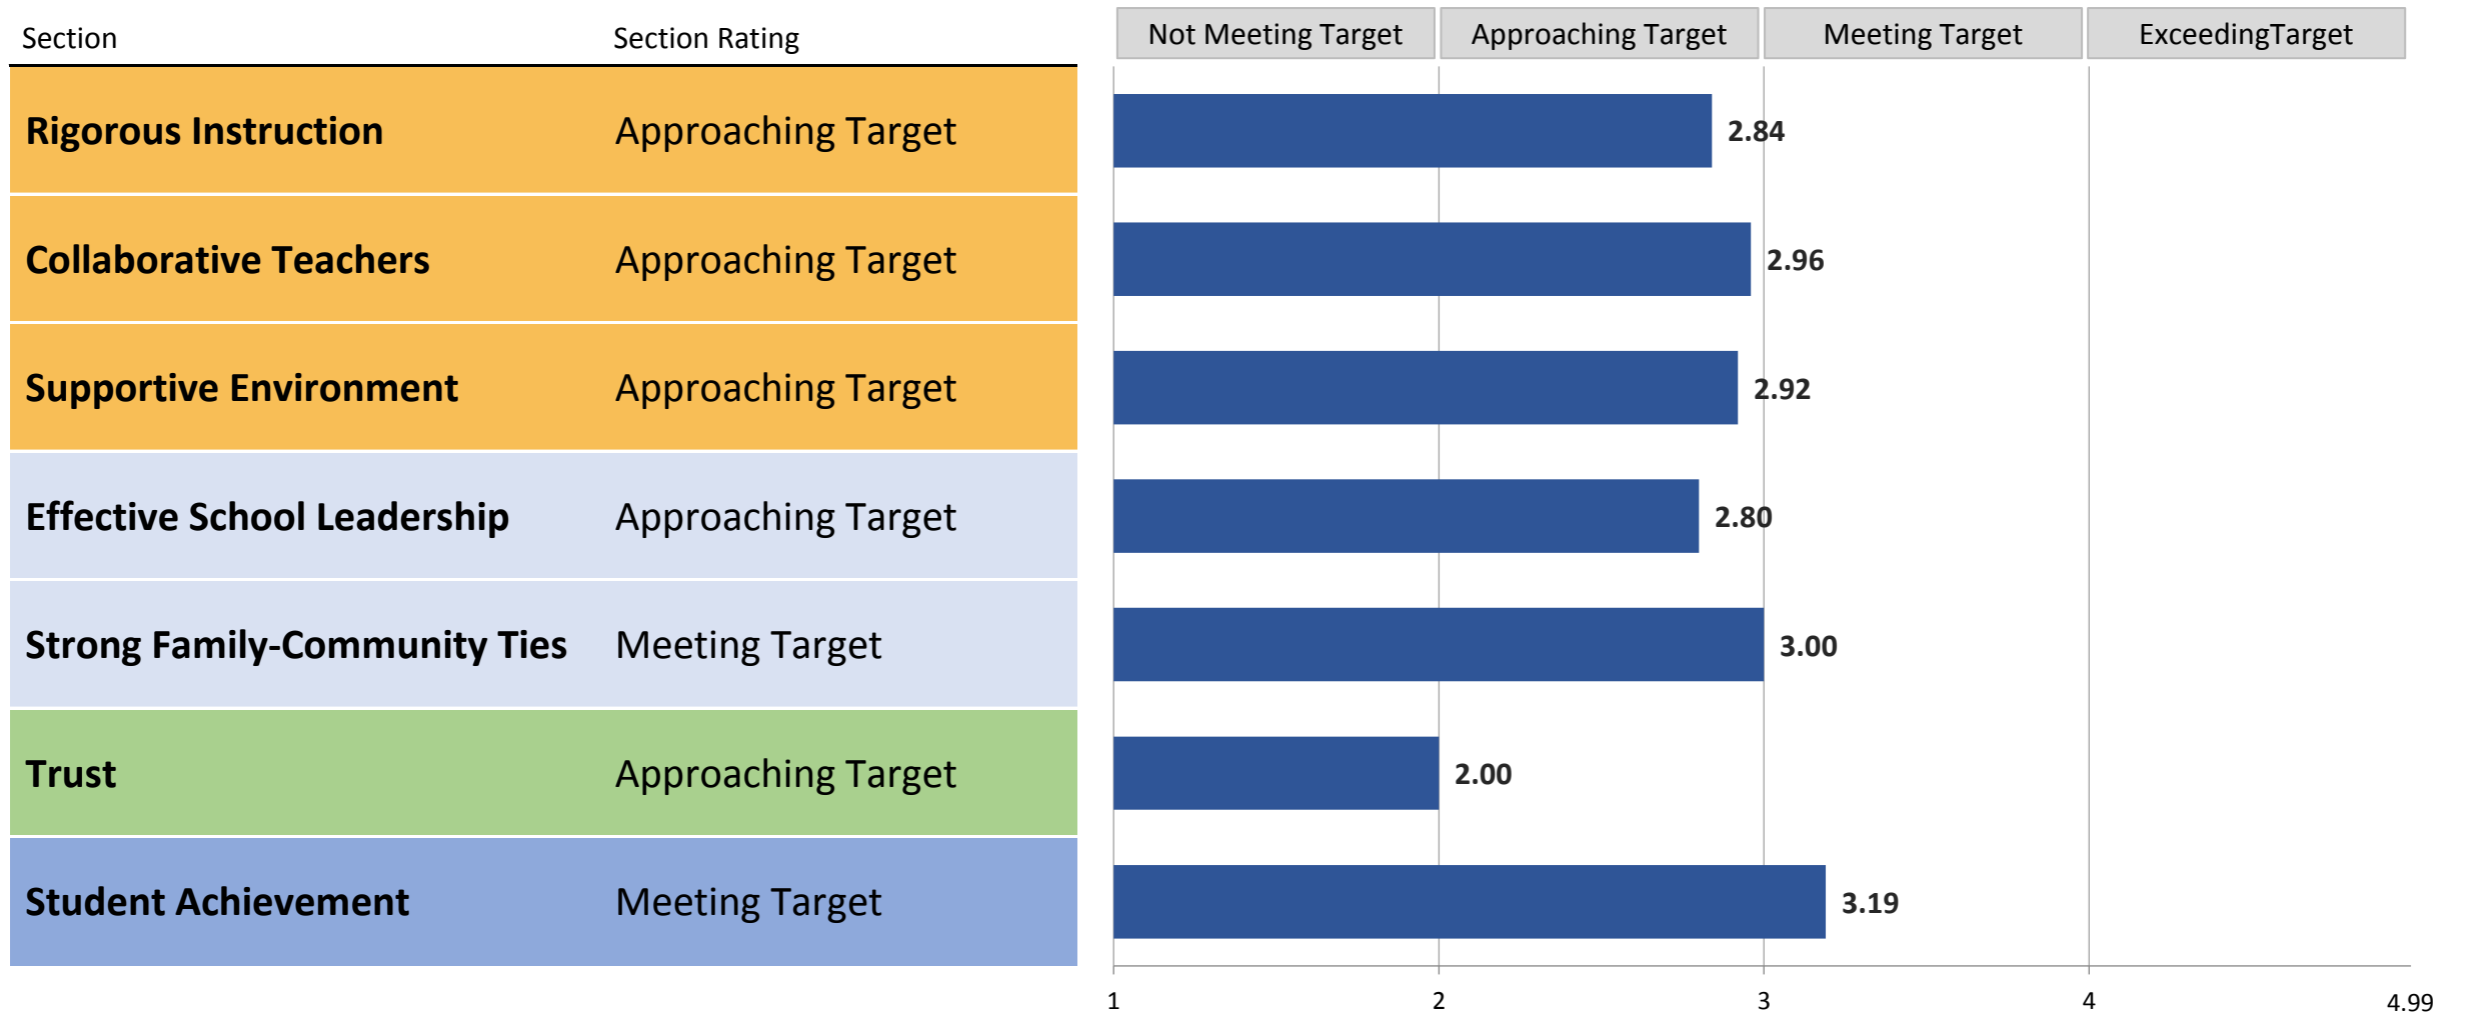 Section Section Rating Not Meeting Target Approaching Target Meeting Target ExceedingTarget
Rigorous Instruction Approaching Target 2.84
Collaborative Teachers Approaching Target 2.96
Supportive Environment Approaching Target 2.92
Effective School Leadership Approaching Target 2.80
Strong Family-Community Ties Meeting Target 3.00
Trust Approaching Target 2.00
Student Achievement Meeting Target 3.19
1 2 3 4 4.99